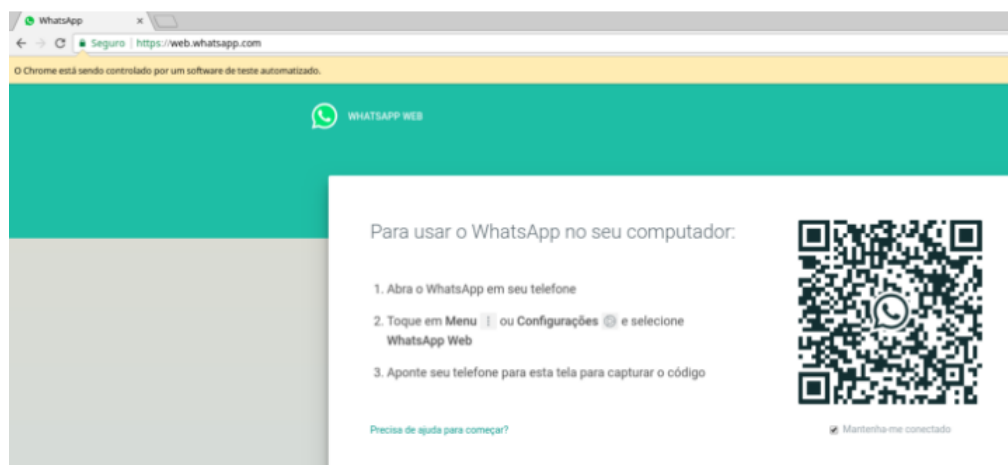 WhatsApp
Seguro | https://web.whatsapp.com
O Chrome está sendo controlado por um software de teste automatizado.
WHATSAPP WEB
Para usar o WhatsApp no seu computador:
1. Abra o WhatsApp em seu telefone
2. Toque em Menu ou Configurações e selecione
WhatsApp Web
3. Aponte seu telefone para esta tela para capturar o código
Precisa de ajuda para começar?
Mantenha-me conectado